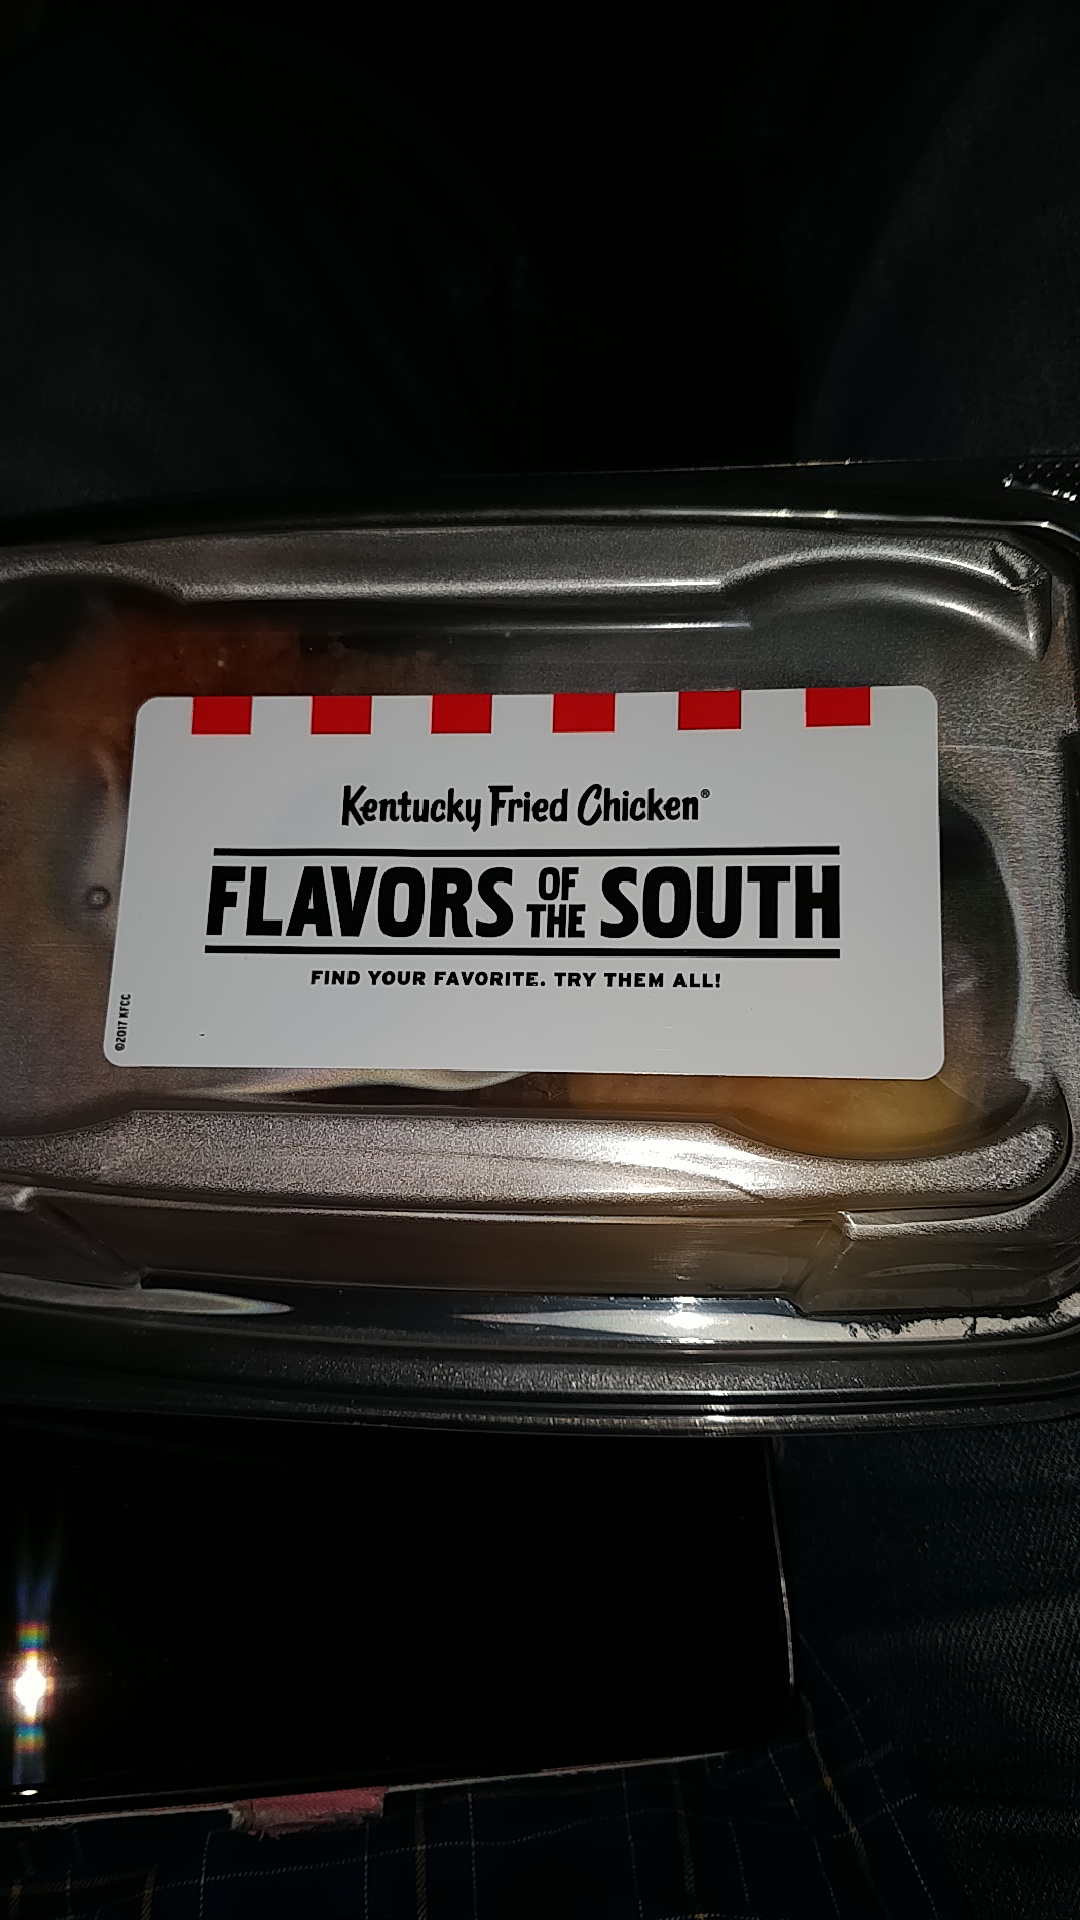 Kentucky Fried Chicken®
FLAVORS OF THE SOUTH
FIND YOUR FAVORITE. TRY THEM ALL!
©2017 KFCC